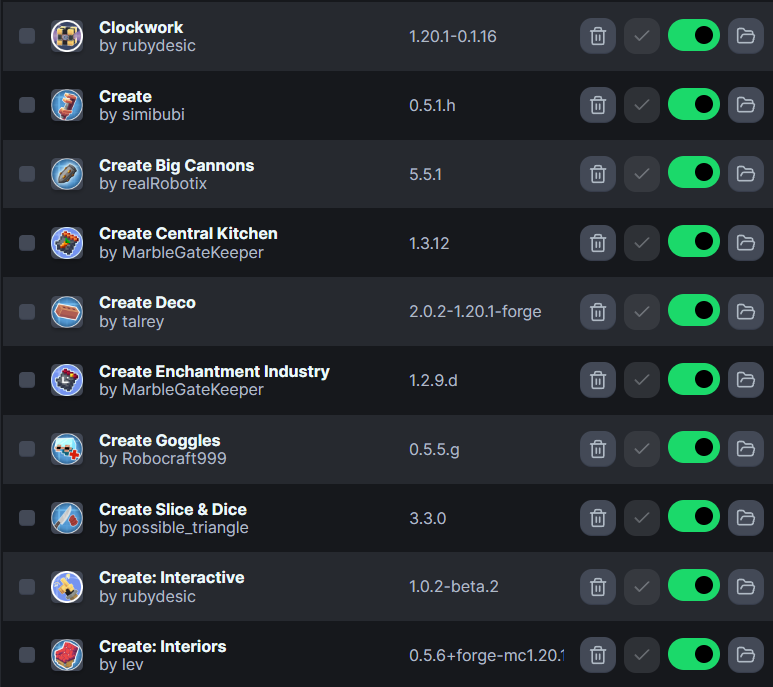 Clockwork
by rubydesic
1.20.1-0.1.16
Create
by simibubi
0.5.1.h
Create Big Cannons
by realRobotix
5.5.1
Create Central Kitchen
by MarbleGateKeeper
1.3.12
Create Deco
by talrey
2.0.2-1.20.1-forge
Create Enchantment Industry
by MarbleGateKeeper
1.2.9.d
Create Goggles
by Robocraft999
0.5.5.g
Create Slice & Dice
by possible_triangle
3.3.0
Create: Interactive
by rubydesic
1.0.2-beta.2
Create: Interiors
by lev
0.5.6+forge-mc1.20.1